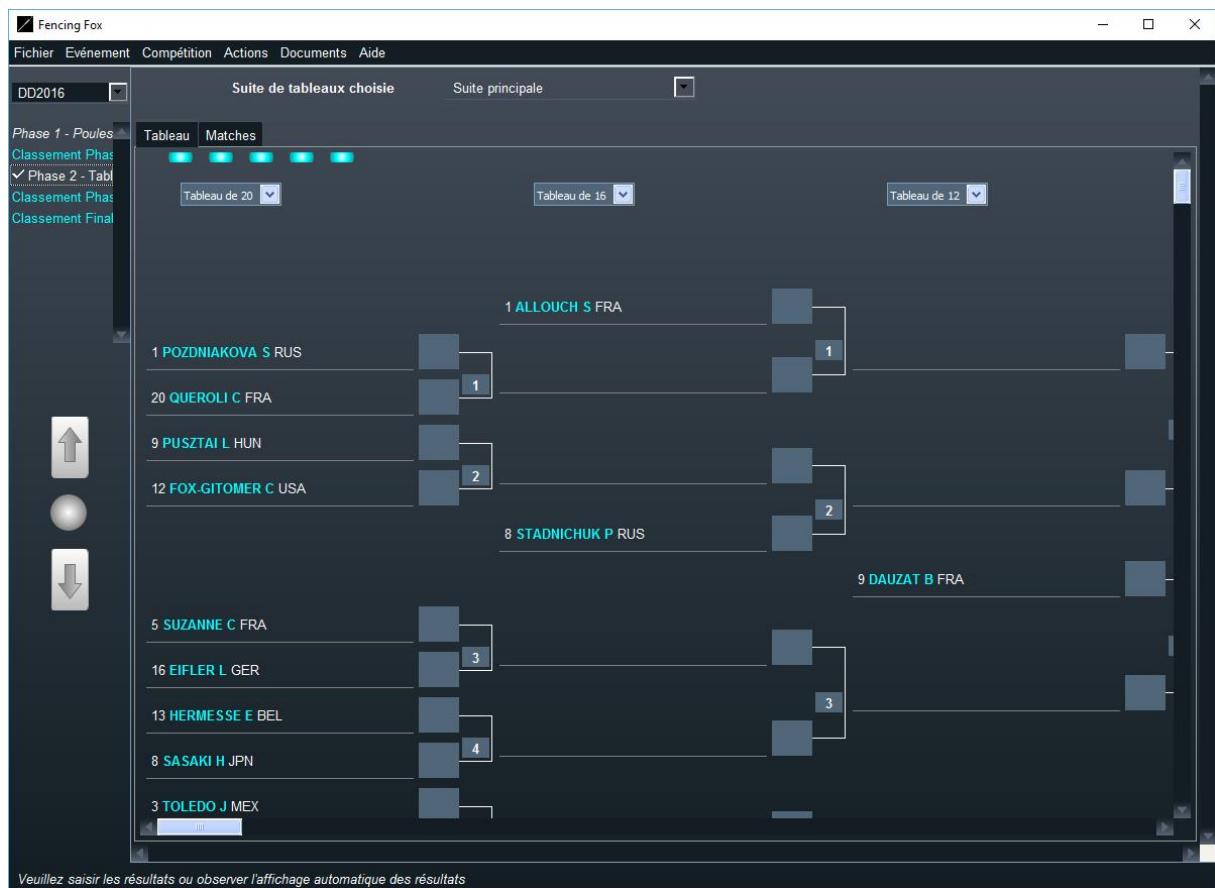 Fencing Fox
Fichier Evénement Compétition Actions Documents Aide
DD2016
Suite de tableaux choisie Suite principale
Phase 1 - Poules
Classement Phas
✓ Phase 2 - Tabl
Classement Phas
Classement Final
Tableau Matches
Tableau de 20 Tableau de 16 Tableau de 12
1 ALLOUCH S FRA
1 POZDNIAKOVA S RUS
1
1
20 QUEROLI C FRA
9 PUSZTAI L HUN
2
12 FOX-GITOMER C USA
2
8 STADNICHUK P RUS
9 DAUZAT B FRA
5 SUZANNE C FRA
3
16 EIFLER L GER
3
13 HERMESSE E BEL
4
8 SASAKI H JPN
3 TOLEDO J MEX
Veuillez saisir les résultats ou observer l'affichage automatique des résultats